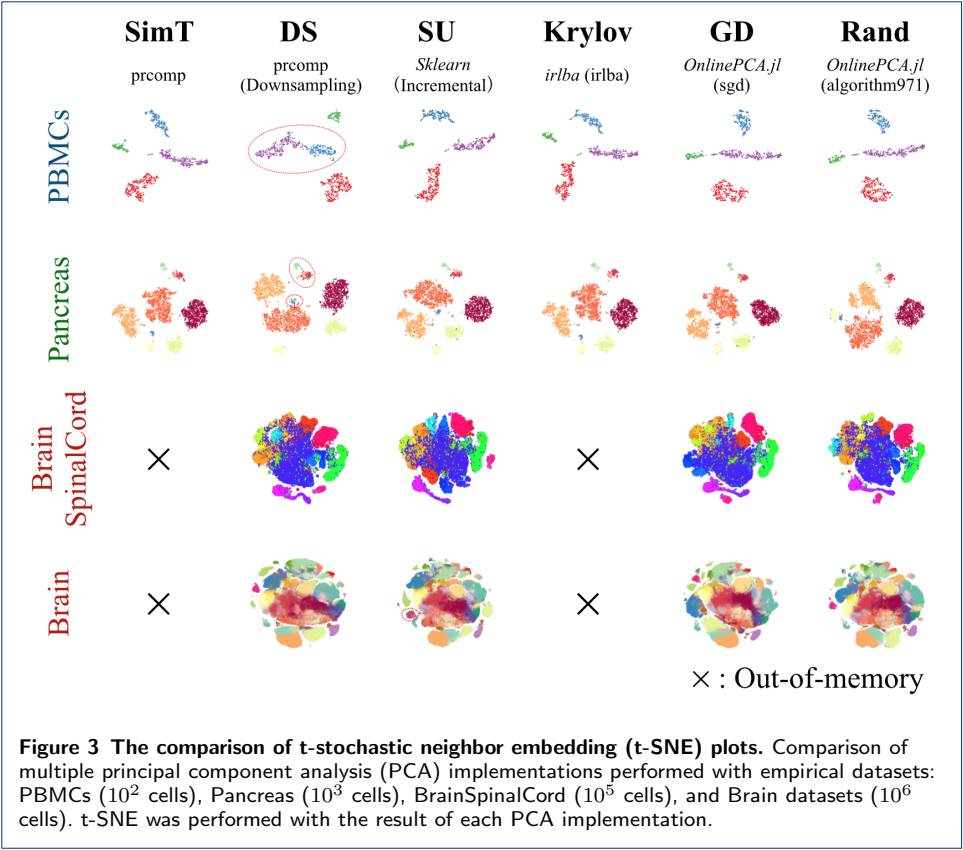 SimT DS SU Krylov GD Rand
prcomp prcomp (Downsampling) Sklearn (Incremental) irlba (irlba) OnlinePCA.jl (sgd) OnlinePCA.jl (algorithm971)
PBMCs
Pancreas
Brain SpinalCord
× ×
Brain
× ×
× : Out-of-memory
Figure 3 The comparison of t-stochastic neighbor embedding (t-SNE) plots. Comparison of
multiple principal component analysis (PCA) implementations performed with empirical datasets:
PBMCs (10² cells), Pancreas (10³ cells), BrainSpinalCord (10⁵ cells), and Brain datasets (10⁶
cells). t-SNE was performed with the result of each PCA implementation.